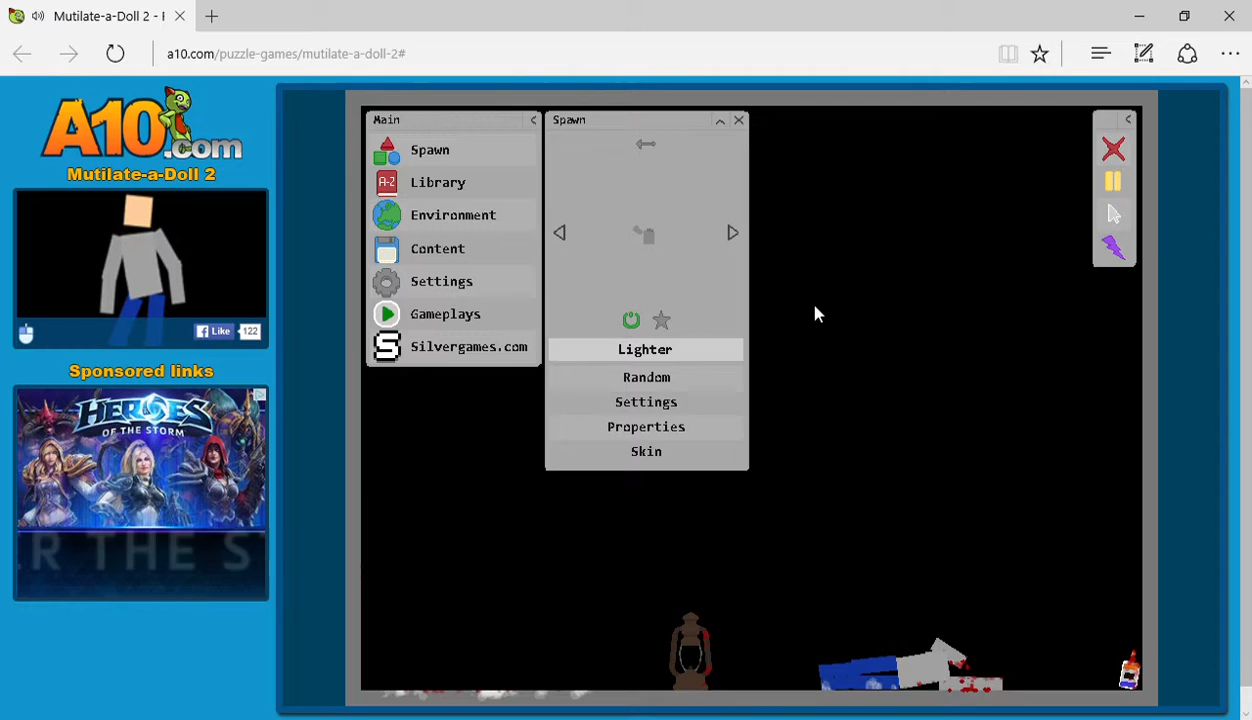 Mutilate-a-Doll 2 - F
a10.com/puzzle-games/mutilate-a-doll-2#
A10
.com
Mutilate-a-Doll 2
Like
122
Sponsored links
HEROES
OF THE STORM
ER THE S
Main
Spawn
A-Z
Library
Environment
Content
Settings
Gameplays
S
Silvergames.com
Spawn
Lighter
Random
Settings
Properties
Skin